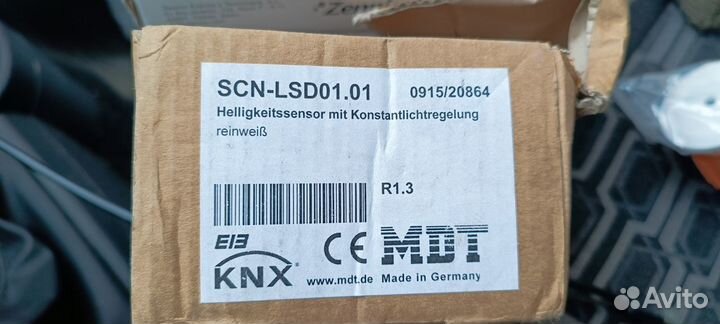 SCN-LSD01.01 0915/20864
Helligkeitssensor mit Konstantlichtregelung
reinweiß
R1.3
EIB
KNX®
CE MDT
www.mdt.de Made in Germany
Avito